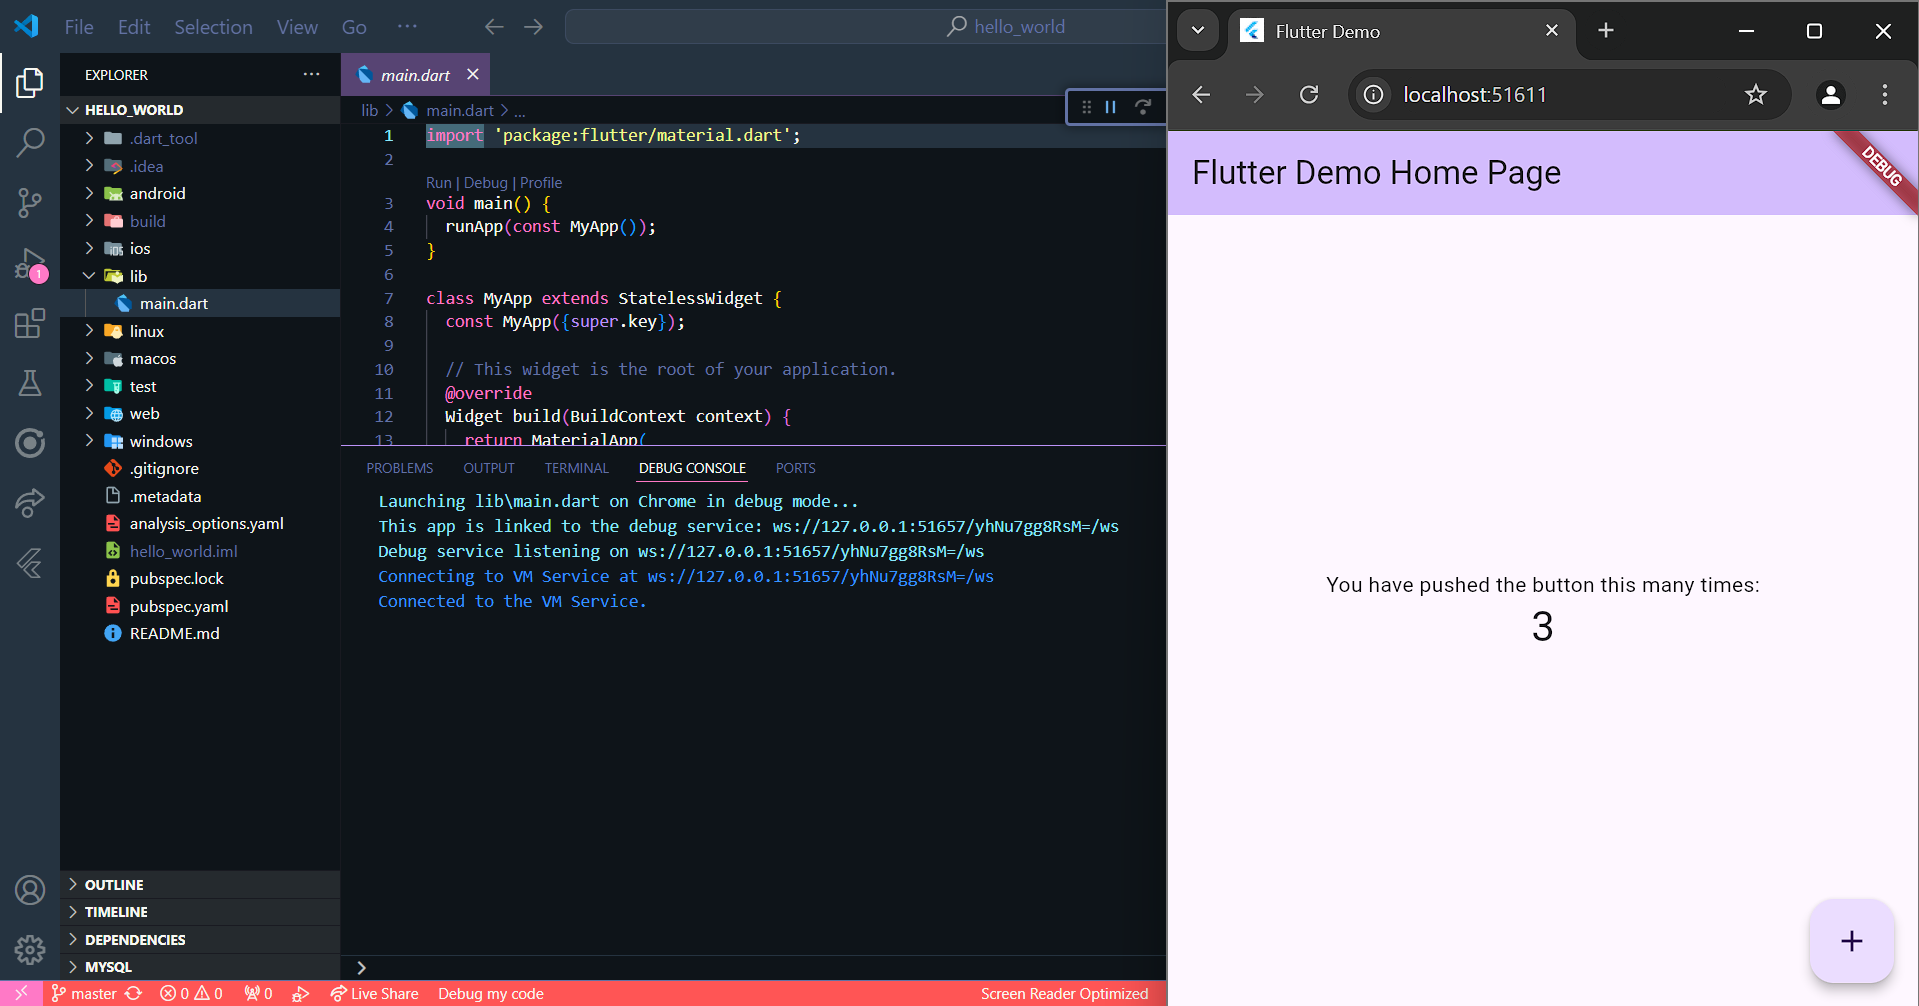 File Edit Selection View Go ...
hello_world
EXPLORER ...
HELLO_WORLD
.dart_tool
.idea
android
build
ios
lib
main.dart
linux
macos
test
web
windows
.gitignore
.metadata
analysis_options.yaml
hello_world.iml
pubspec.lock
pubspec.yaml
README.md
OUTLINE
TIMELINE
DEPENDENCIES
MYSQL
1
main.dart
lib > main.dart > ...
1 import 'package:flutter/material.dart';
2
Run | Debug | Profile
3 void main() {
4 runApp(const MyApp());
5 }
6
7 class MyApp extends StatelessWidget {
8 const MyApp({super.key});
9
10 // This widget is the root of your application.
11 @override
12 Widget build(BuildContext context) {
13 return MaterialApp(
PROBLEMS OUTPUT TERMINAL DEBUG CONSOLE PORTS
Launching lib\main.dart on Chrome in debug mode...
This app is linked to the debug service: ws://127.0.0.1:51657/yhNu7gg8RsM=/ws
Debug service listening on ws://127.0.0.1:51657/yhNu7gg8RsM=/ws
Connecting to VM Service at ws://127.0.0.1:51657/yhNu7gg8RsM=/ws
Connected to the VM Service.
>
master 0 0 0 Live Share Debug my code Screen Reader Optimized
Flutter Demo
localhost:51611
Flutter Demo Home Page
DEBUG
You have pushed the button this many times:
3
+